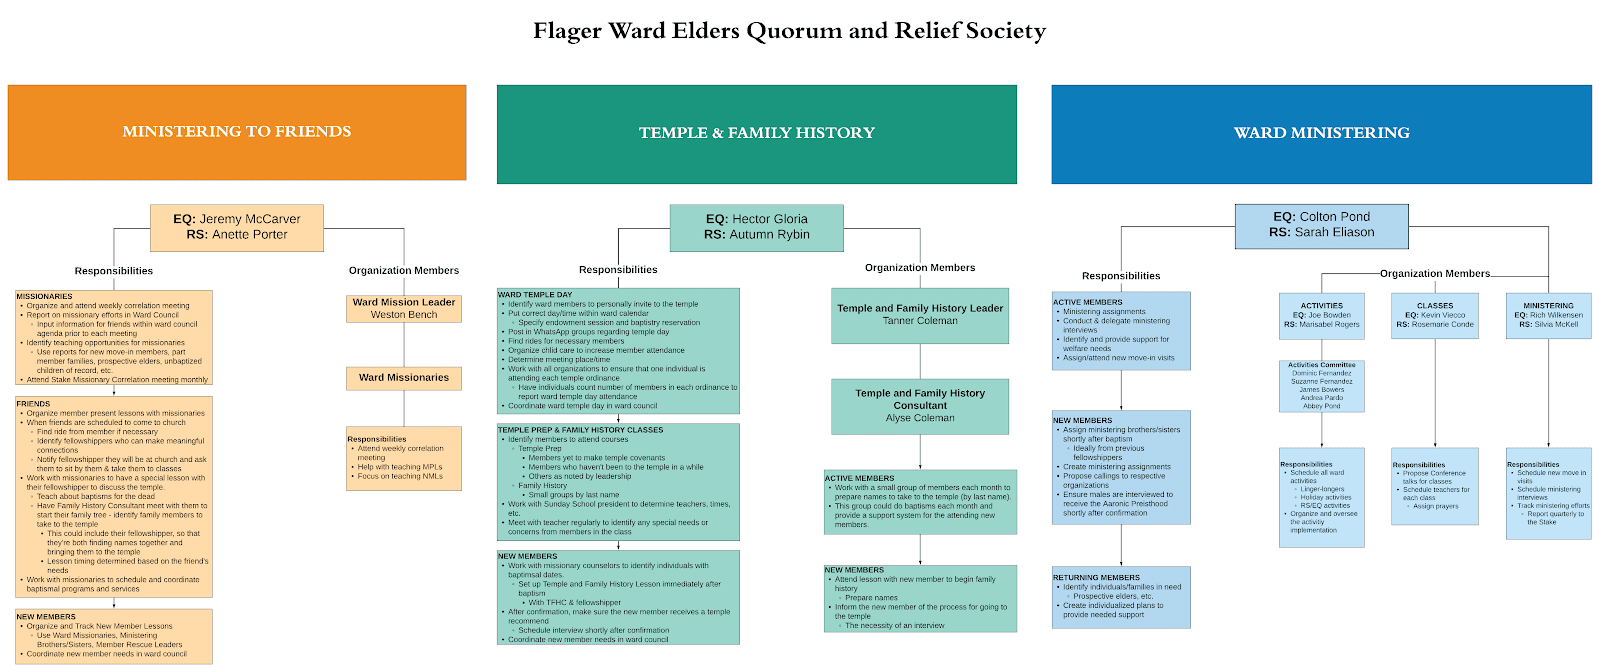 Flager Ward Elders Quorum and Relief Society
MINISTERING TO FRIENDS
EQ: Jeremy McCarver
RS: Anette Porter
Responsibilities
MISSIONARIES
• Organize and attend weekly correlation meeting
• Report on missionary efforts in Ward Council
◦ Input information for friends within ward council
agenda prior to each meeting
• Identify teaching opportunities for missionaries
◦ Use reports for new move-in members, part
member families, prospective elders, unbaptized
children of record, etc.
• Attend Stake Missionary Correlation meeting monthly
FRIENDS
• Organize member present lessons with missionaries
• When friends are scheduled to come to church
◦ Find ride from member if necessary
◦ Identify fellowshippers who can make meaningful
connections
◦ Notify fellowshipper they will be at church and ask
them to sit by them & take them to classes
• Work with missionaries to have a special lesson with
their fellowshipper to discuss the temple.
◦ Teach about baptisms for the dead
◦ Have Family History Consultant meet with them to
start their family tree - identify family members to
take to the temple
▪ This could include their fellowshipper, so that
they're both finding names together and
bringing them to the temple
▪ Lesson timing determined based on the friend's
needs
• Work with missionaries to schedule and coordinate
baptismal programs and services
NEW MEMBERS
• Organize and Track New Member Lessons
◦ Use Ward Missionaries, Ministering
Brothers/Sisters, Member Rescue Leaders
• Coordinate new member needs in ward council
Organization Members
Ward Mission Leader
Weston Bench
Ward Missionaries
Responsibilities
• Attend weekly correlation
meeting
• Help with teaching MPLs
• Focus on teaching NMLs
TEMPLE & FAMILY HISTORY
EQ: Hector Gloria
RS: Autumn Rybin
Responsibilities
WARD TEMPLE DAY
• Identify ward members to personally invite to the temple
• Put correct day/time within ward calendar
◦ Specify endowment session and baptistry reservation
• Post in WhatsApp groups regarding temple day
• Find rides for necessary members
• Organize child care to increase member attendance
• Determine meeting place/time
• Work with all organizations to ensure that one individual is
attending each temple ordinance
◦ Have individuals count number of members in each ordinance to
report ward temple day attendance
• Coordinate ward temple day in ward council
TEMPLE PREP & FAMILY HISTORY CLASSES
• Identify members to attend courses
◦ Temple Prep
▪ Members yet to make temple covenants
▪ Members who haven't been to the temple in a while
▪ Others as noted by leadership
◦ Family History
▪ Small groups by last name
• Work with Sunday School president to determine teachers, times,
etc.
• Meet with teacher regularly to identify any special needs or
concerns from members in the class
NEW MEMBERS
• Work with missionary counselors to identify individuals with
baptimsal dates.
◦ Set up Temple and Family History Lesson immediately after
baptism
▪ With TFHC & fellowshipper
• After confirmation, make sure the new member receives a temple
recommend
◦ Schedule interview shortly after confirmation
• Coordinate new member needs in ward council
Organization Members
Temple and Family History Leader
Tanner Coleman
Temple and Family History
Consultant
Alyse Coleman
ACTIVE MEMBERS
• Work with a small group of members each month to
prepare names to take to the temple (by last name).
• This group could do baptisms each month and
provide a support system for the attending new
members.
NEW MEMBERS
• Attend lesson with new member to begin family
history
◦ Prepare names
• Inform the new member of the process for going to
the temple
◦ The necessity of an interview
WARD MINISTERING
EQ: Colton Pond
RS: Sarah Eliason
Responsibilities
ACTIVE MEMBERS
• Ministering assignments
• Conduct & delegate ministering
interviews
• Identify and provide support for
welfare needs
• Assign/attend new move-in visits
NEW MEMBERS
• Assign ministering brothers/sisters
shortly after baptism
◦ Ideally from previous
fellowshippers
• Create ministering assignments
• Propose callings to respective
organizations
• Ensure males are interviewed to
receive the Aaronic Preisthood
shortly after confirmation
RETURNING MEMBERS
• Identify individuals/families in need
◦ Prospective elders, etc.
• Create individualized plans to
provide needed support
Organization Members
ACTIVITIES
EQ: Joe Bowden
RS: Marisabel Rogers
Activities Committee
Dominic Fernandez
Suzanne Fernandez
James Bowers
Andrea Pardo
Abbey Pond
Responsibilities
• Schedule all ward
activities
◦ Linger-longers
◦ Holiday activities
◦ RS/EQ activities
• Organize and oversee
the activitiy
implementation
CLASSES
EQ: Kevin Viecco
RS: Rosemarie Conde
Responsibilities
• Propose Conference
talks for classes
• Schedule teachers for
each class
◦ Assign prayers
MINISTERING
EQ: Rich Wilkensen
RS: Silvia McKell
Responsibilities
• Schedule new move in
visits
• Schedule ministering
interviews
• Track ministering efforts
◦ Report quarterly to
the Stake